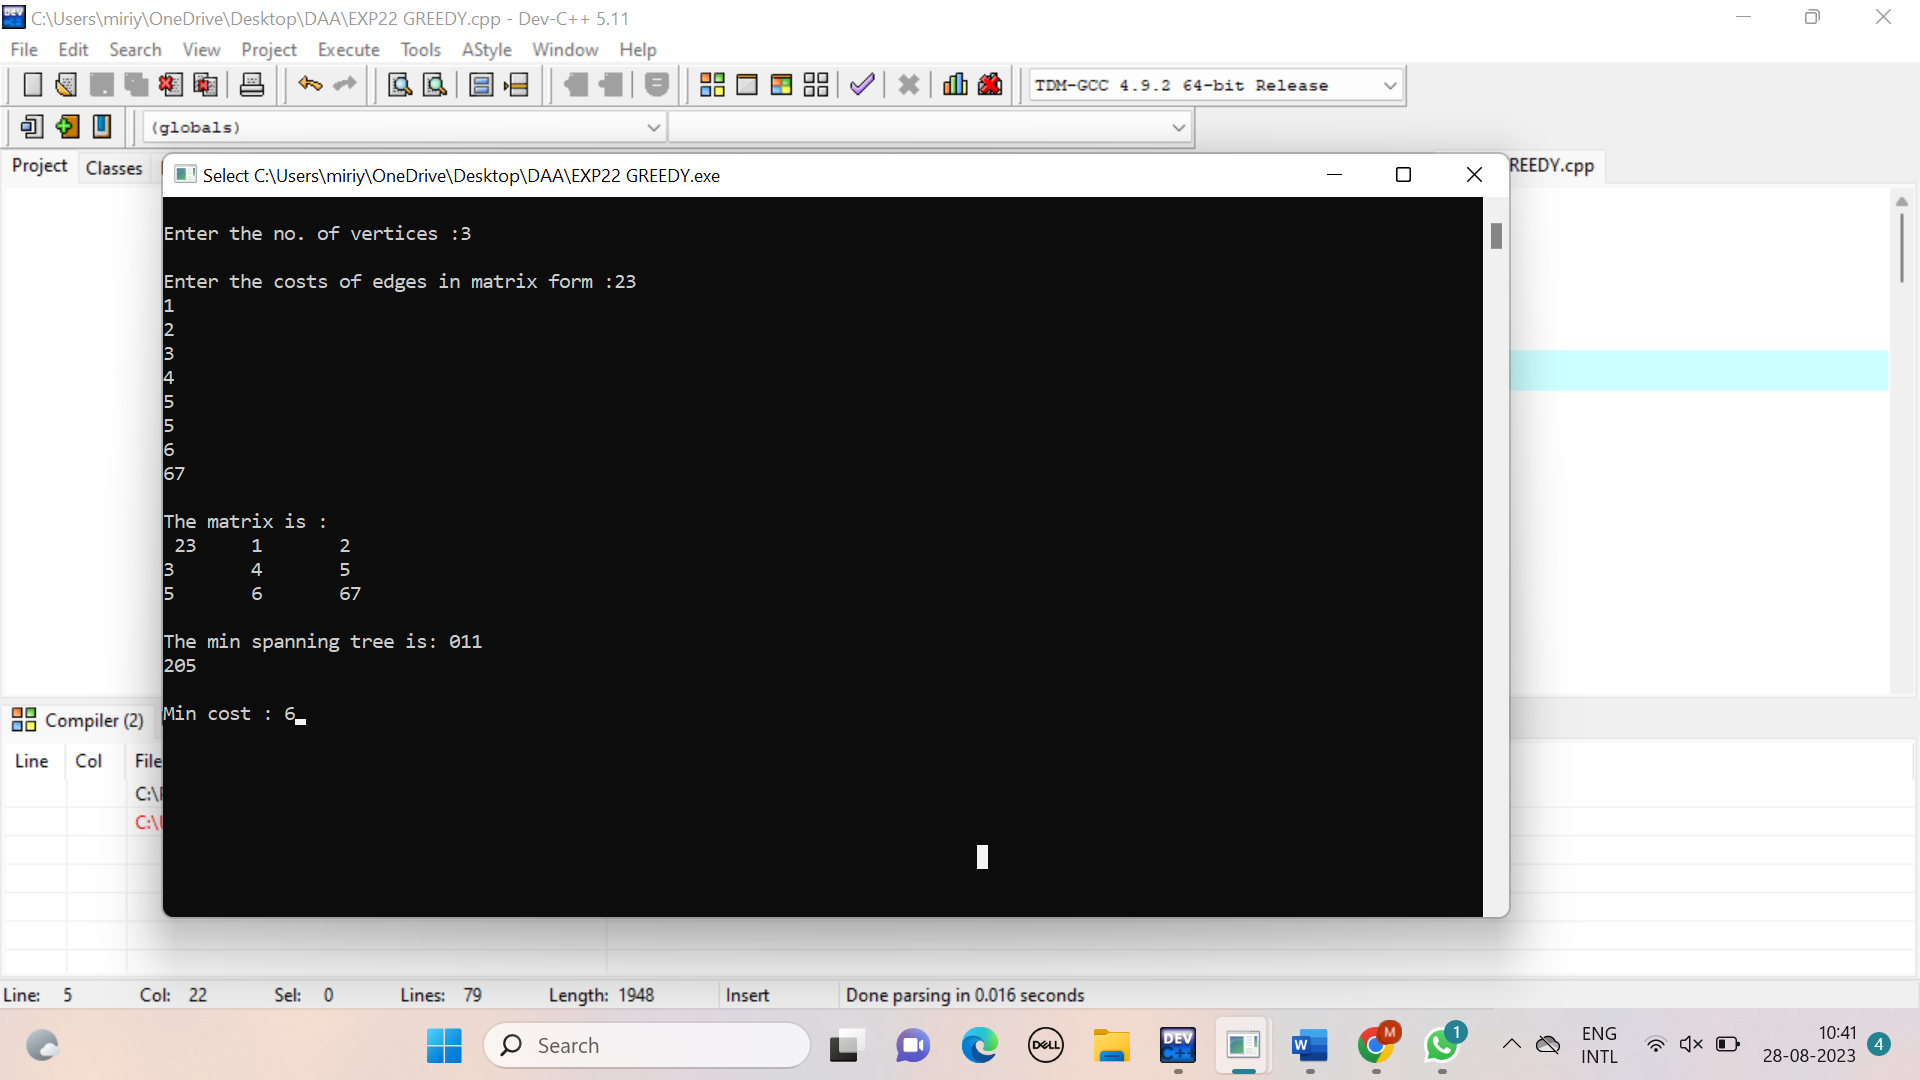 C:\Users\miriy\OneDrive\Desktop\DAA\EXP22 GREEDY.cpp - Dev-C++ 5.11
File Edit Search View Project Execute Tools AStyle Window Help
TDM-GCC 4.9.2 64-bit Release
(globals)
Project Classes
REEDY.cpp
Select C:\Users\miriy\OneDrive\Desktop\DAA\EXP22 GREEDY.exe
Enter the no. of vertices :3
Enter the costs of edges in matrix form :23
1
2
3
4
5
5
6
67
The matrix is :
23 1 2
3 4 5
5 6 67
The min spanning tree is: 011
205
Min cost : 6
Compiler (2)
Line Col File
C:\
C:\
Line: 5 Col: 22 Sel: 0 Lines: 79 Length: 1948 Insert Done parsing in 0.016 seconds
Search
DELL
DEV C++
W
M
1
ENG
INTL
10:41
28-08-2023
4